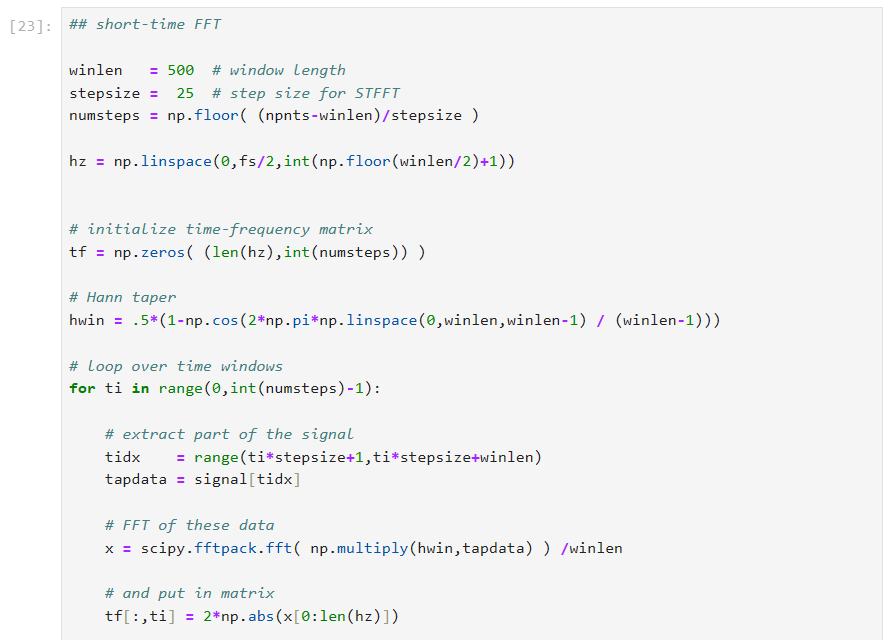 [23]: ## short-time FFT
winlen   = 500  # window length
stepsize =  25  # step size for STFFT
numsteps = np.floor( (npnts-winlen)/stepsize )
hz = np.linspace(0,fs/2,int(np.floor(winlen/2)+1))
# initialize time-frequency matrix
tf = np.zeros( (len(hz),int(numsteps)) )
# Hann taper
hwin = .5*(1-np.cos(2*np.pi*np.linspace(0,winlen,winlen-1) / (winlen-1)))
# loop over time windows
for ti in range(0,int(numsteps)-1):
    # extract part of the signal
    tidx    = range(ti*stepsize+1,ti*stepsize+winlen)
    tapdata = signal[tidx]
    # FFT of these data
    x = scipy.fftpack.fft( np.multiply(hwin,tapdata) ) /winlen
    # and put in matrix
    tf[:,ti] = 2*np.abs(x[0:len(hz)])